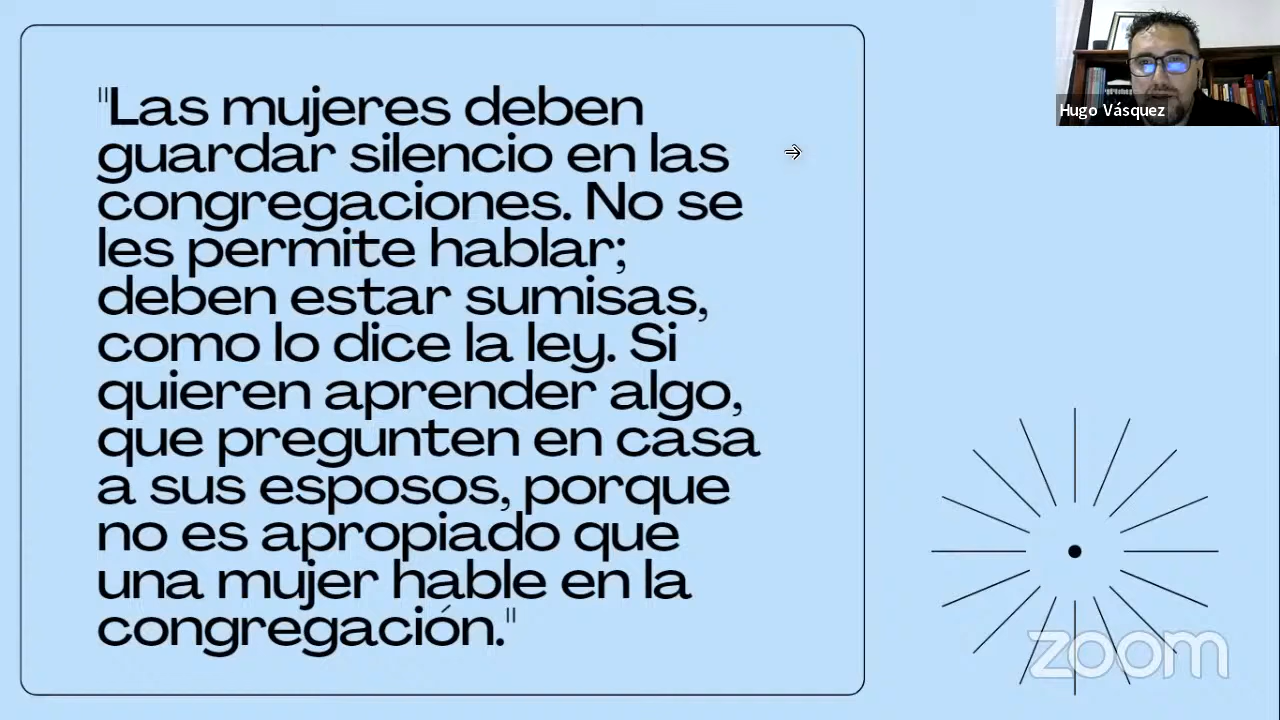 "Las mujeres deben
guardar silencio en las
congregaciones. No se
les permite hablar;
deben estar sumisas,
como lo dice la ley. Si
quieren aprender algo,
que pregunten en casa
a sus esposos, porque
no es apropiado que
una mujer hable en la
congregación."
Hugo Vásquez
zoom